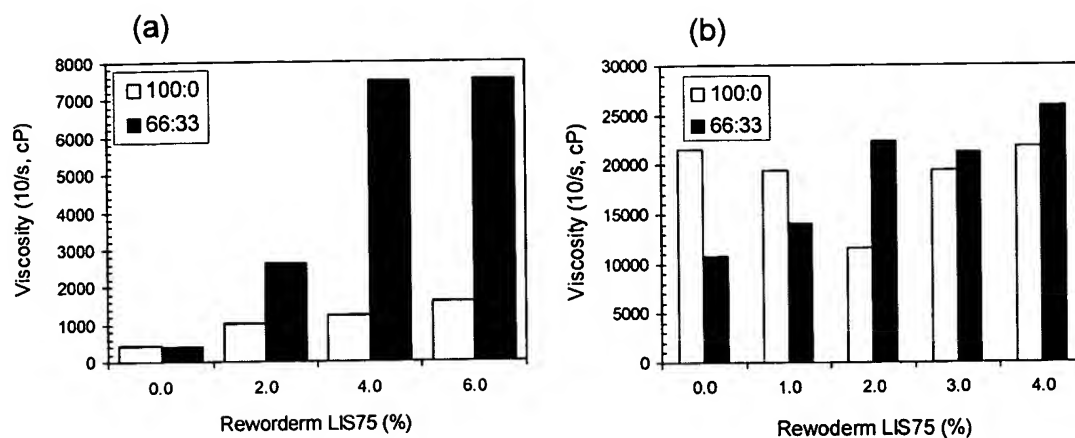 (a)
Viscosity (10/s, cP)
8000
7000
6000
5000
4000
3000
2000
1000
0
100:0
66:33
0.0 2.0 4.0 6.0
Reworderm LIS75 (%)
(b)
Viscosity (10/s, cP)
30000
25000
20000
15000
10000
5000
0
100:0
66:33
0.0 1.0 2.0 3.0 4.0
Rewoderm LIS75 (%)